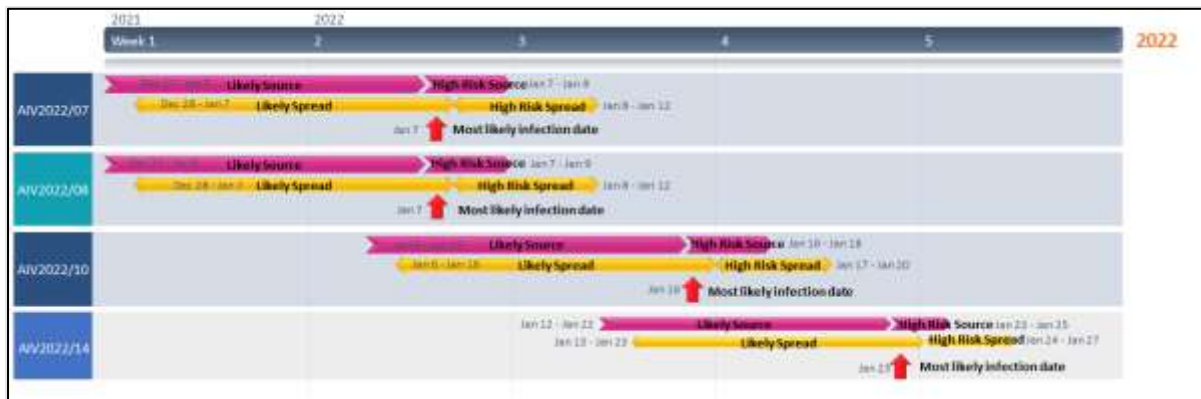 2021 2022
Week 1 2 3 4 5 2022
Likely Source High Risk Source Jan 7 - Jan 9
AIV2022/07 Dec 28 - Jan 7 Likely Spread High Risk Spread Jan 8 - Jan 12
Jan 7 Most likely infection date
Likely Source High Risk Source Jan 7 - Jan 9
AIV2022/08 Dec 28 - Jan 7 Likely Spread High Risk Spread Jan 8 - Jan 12
Jan 7 Most likely infection date
Likely Source High Risk Source Jan 16 - Jan 18
AIV2022/10 Jan 6 - Jan 16 Likely Spread High Risk Spread Jan 17 - Jan 20
Jan 16 Most likely infection date
Jan 12 - Jan 22 Likely Source High Risk Source Jan 23 - Jan 25
AIV2022/14 Jan 13 - Jan 23 Likely Spread High Risk Spread Jan 24 - Jan 27
Jan 23 Most likely infection date